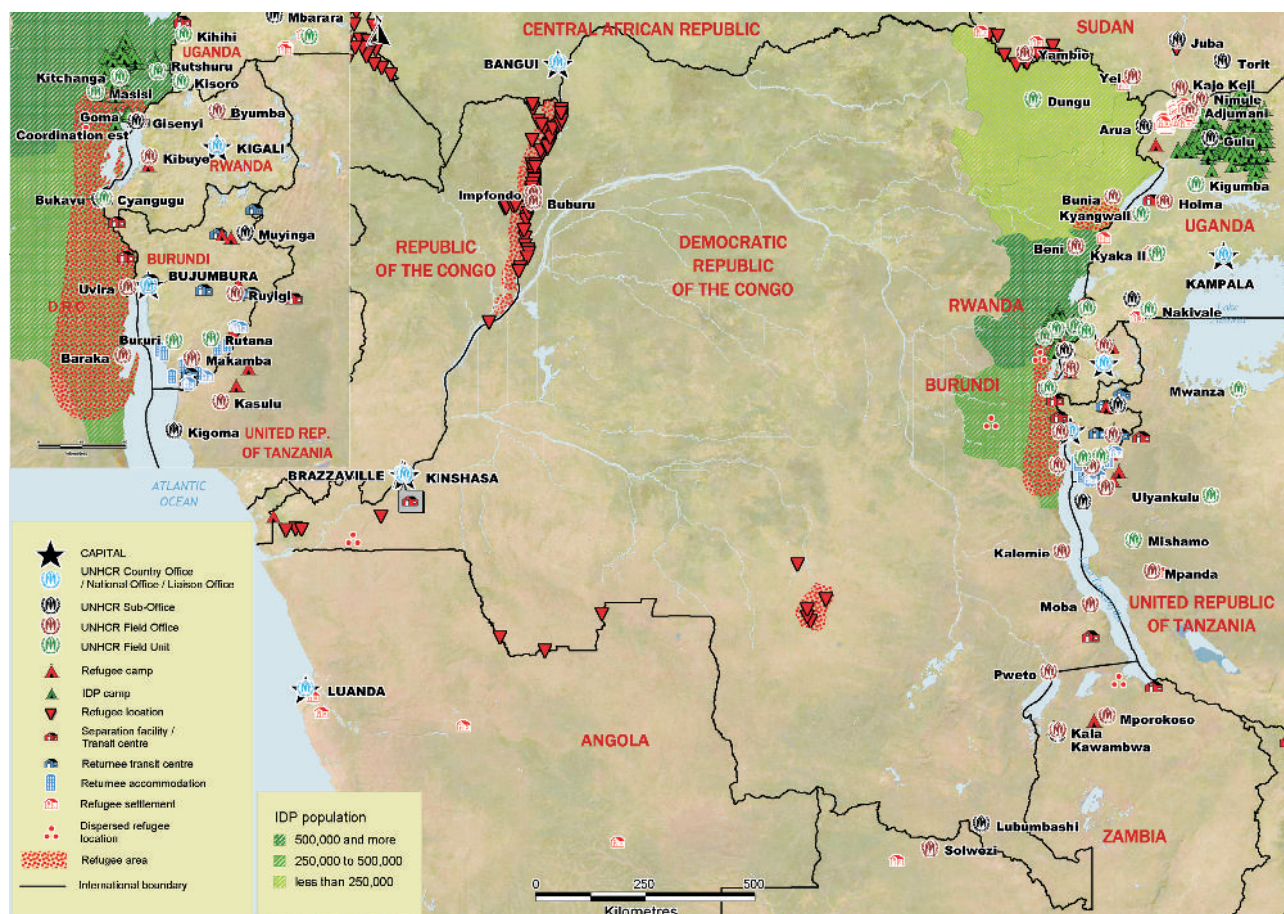 Mbarara
Kihihi
UGANDA
Rutshuru
Kitchanga
Kisoro
Masisi
Byumba
Goma
Gisenyi
Coordination est
KIGALI
Kibuye
RWANDA
Bukavu
Cyangugu
Muyinga
BURUNDI
BUJUMBURA
Uvira
Ruyigi
D.R.C
Bururi
Rutana
Baraka
Makamba
Kasulu
Kigoma
UNITED REP.
OF TANZANIA
CENTRAL AFRICAN REPUBLIC
BANGUI
SUDAN
Juba
Yambio
Torit
Yei
Kajo Keji
Nimule
Dungu
Adjumani
Arua
Gulu
Kigumba
Impfondo
Buburu
Bunia
Hoima
Kyangwali
UGANDA
REPUBLIC
OF THE CONGO
DEMOCRATIC
REPUBLIC
OF THE CONGO
Beni
Kyaka II
KAMPALA
RWANDA
Nakivale
Lake
BURUNDI
Mwanza
BRAZZAVILLE
KINSHASA
ATLANTIC
OCEAN
Ulyankulu
Kalemie
Mishamo
Mpanda
Moba
UNITED REPUBLIC
OF TANZANIA
Pweto
LUANDA
Mporokoso
Kala
Kawambwa
ANGOLA
Lubumbashi
Solwezi
ZAMBIA
CAPITAL
UNHCR Country Office
/ National Office / Liaison Office
UNHCR Sub-Office
UNHCR Field Office
UNHCR Field Unit
Refugee camp
IDP camp
Refugee location
Separation facility /
Transit centre
Returnee transit centre
Returnee accommodation
Refugee settlement
Dispersed refugee
location
Refugee area
International boundary
IDP population
500,000 and more
250,000 to 500,000
less than 250,000
0 250 500
Kilometres